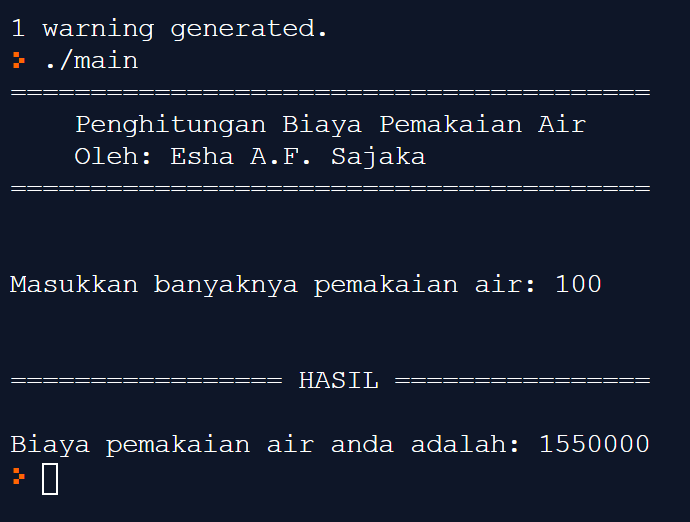 1 warning generated.
> ./main
========================================
Penghitungan Biaya Pemakaian Air
Oleh: Esha A.F. Sajaka
========================================
Masukkan banyaknya pemakaian air: 100
================= HASIL ================
Biaya pemakaian air anda adalah: 1550000
>